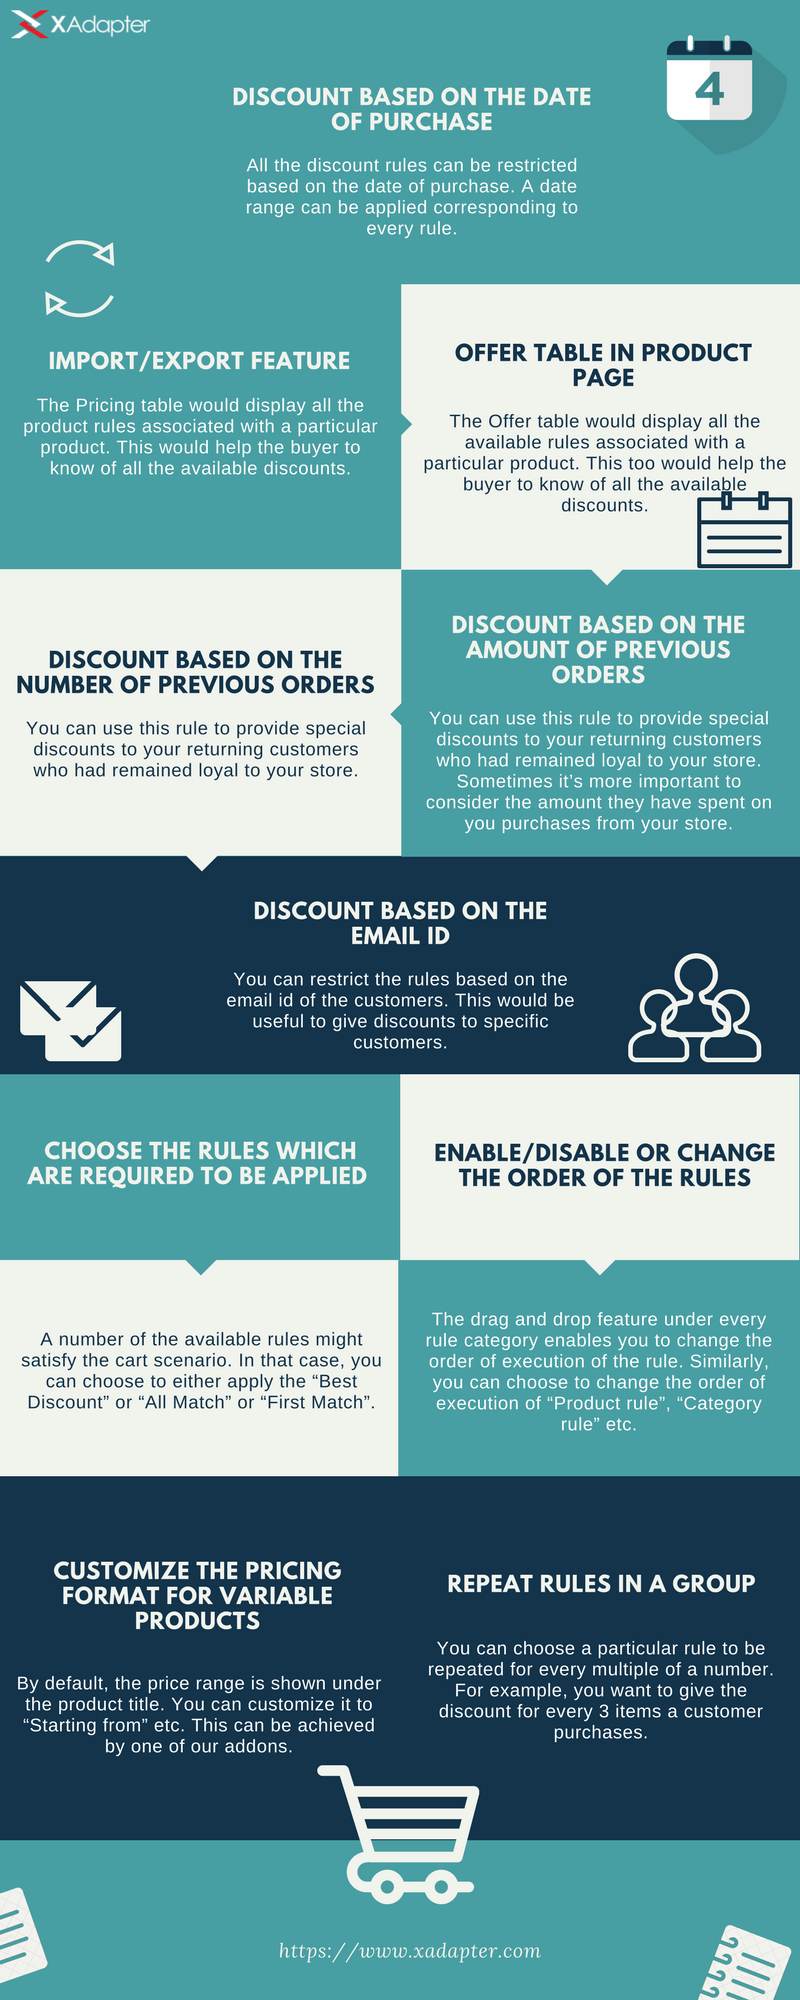 XAdapter
4
DISCOUNT BASED ON THE DATE
OF PURCHASE
All the discount rules can be restricted
based on the date of purchase. A date
range can be applied corresponding to
every rule.
IMPORT/EXPORT FEATURE
The Pricing table would display all the
product rules associated with a particular
product. This would help the buyer to
know of all the available discounts.
OFFER TABLE IN PRODUCT
PAGE
The Offer table would display all the
available rules associated with a
particular product. This too would help the
buyer to know of all the available
discounts.
DISCOUNT BASED ON THE
NUMBER OF PREVIOUS ORDERS
You can use this rule to provide special
discounts to your returning customers
who had remained loyal to your store.
DISCOUNT BASED ON THE
AMOUNT OF PREVIOUS
ORDERS
You can use this rule to provide special
discounts to your returning customers
who had remained loyal to your store.
Sometimes it’s more important to
consider the amount they have spent on
you purchases from your store.
DISCOUNT BASED ON THE
EMAIL ID
You can restrict the rules based on the
email id of the customers. This would be
useful to give discounts to specific
customers.
CHOOSE THE RULES WHICH
ARE REQUIRED TO BE APPLIED
A number of the available rules might
satisfy the cart scenario. In that case, you
can choose to either apply the “Best
Discount” or “All Match” or “First Match”.
ENABLE/DISABLE OR CHANGE
THE ORDER OF THE RULES
The drag and drop feature under every
rule category enables you to change the
order of execution of the rule. Similarly,
you can choose to change the order of
execution of “Product rule”, “Category
rule” etc.
CUSTOMIZE THE PRICING
FORMAT FOR VARIABLE
PRODUCTS
By default, the price range is shown under
the product title. You can customize it to
“Starting from” etc. This can be achieved
by one of our addons.
REPEAT RULES IN A GROUP
You can choose a particular rule to be
repeated for every multiple of a number.
For example, you want to give the
discount for every 3 items a customer
purchases.
https://www.xadapter.com